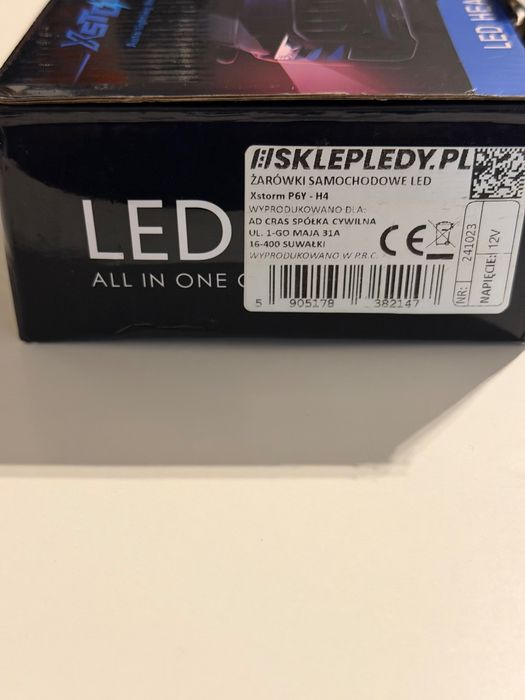 XST
LED HEA
LED
ALL IN ONE
SKLEPLEDY.PL
ŻARÓWKI SAMOCHODOWE LED
Xstorm P6Y - H4
WYPRODUKOWANO DLA:
AD CRAS SPÓŁKA CYWILNA
UL. 1-GO MAJA 31A
16-400 SUWAŁKI
WYPRODUKOWANO W P.R.C.
CE
5 905178 382147
NR: 241023
NAPIĘCIE: 12V